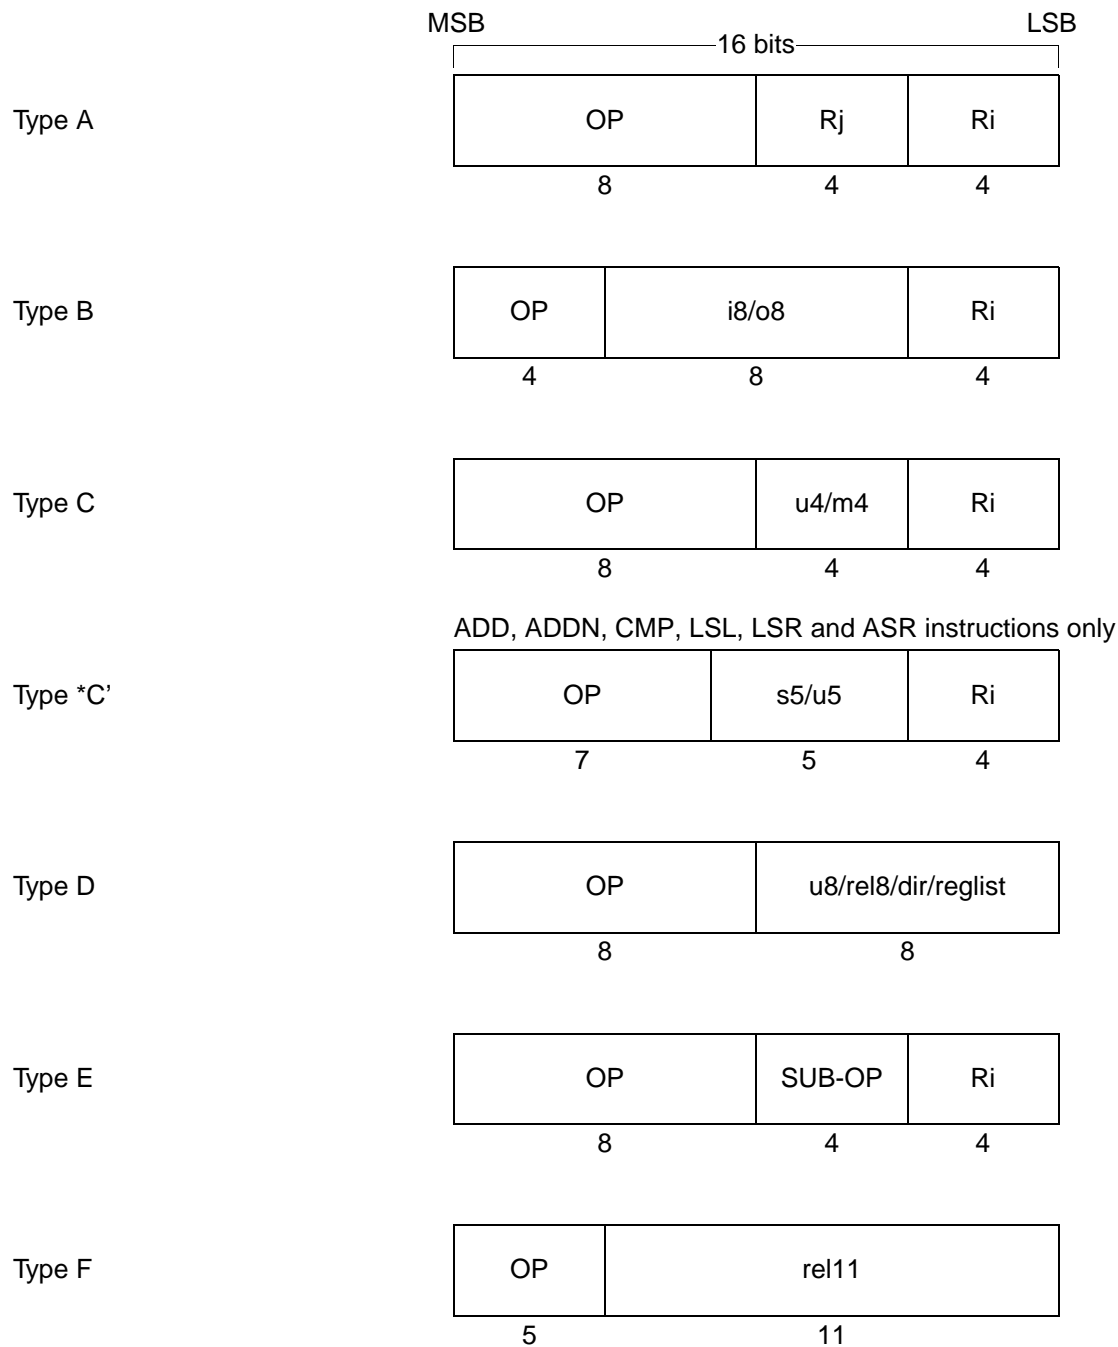 MSB LSB
16 bits
Type A OP Rj Ri
8 4 4
Type B OP i8/o8 Ri
4 8 4
Type C OP u4/m4 Ri
8 4 4
ADD, ADDN, CMP, LSL, LSR and ASR instructions only
Type *C’ OP s5/u5 Ri
7 5 4
Type D OP u8/rel8/dir/reglist
8 8
Type E OP SUB-OP Ri
8 4 4
Type F OP rel11
5 11